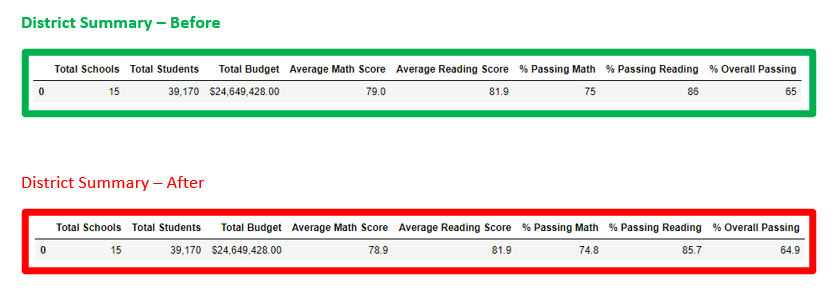 District Summary – Before
Total Schools Total Students Total Budget Average Math Score Average Reading Score % Passing Math % Passing Reading % Overall Passing
0 15 39,170 $24,649,428.00 79.0 81.9 75 86 65
District Summary – After
Total Schools Total Students Total Budget Average Math Score Average Reading Score % Passing Math % Passing Reading % Overall Passing
0 15 39,170 $24,649,428.00 78.9 81.9 74.8 85.7 64.9